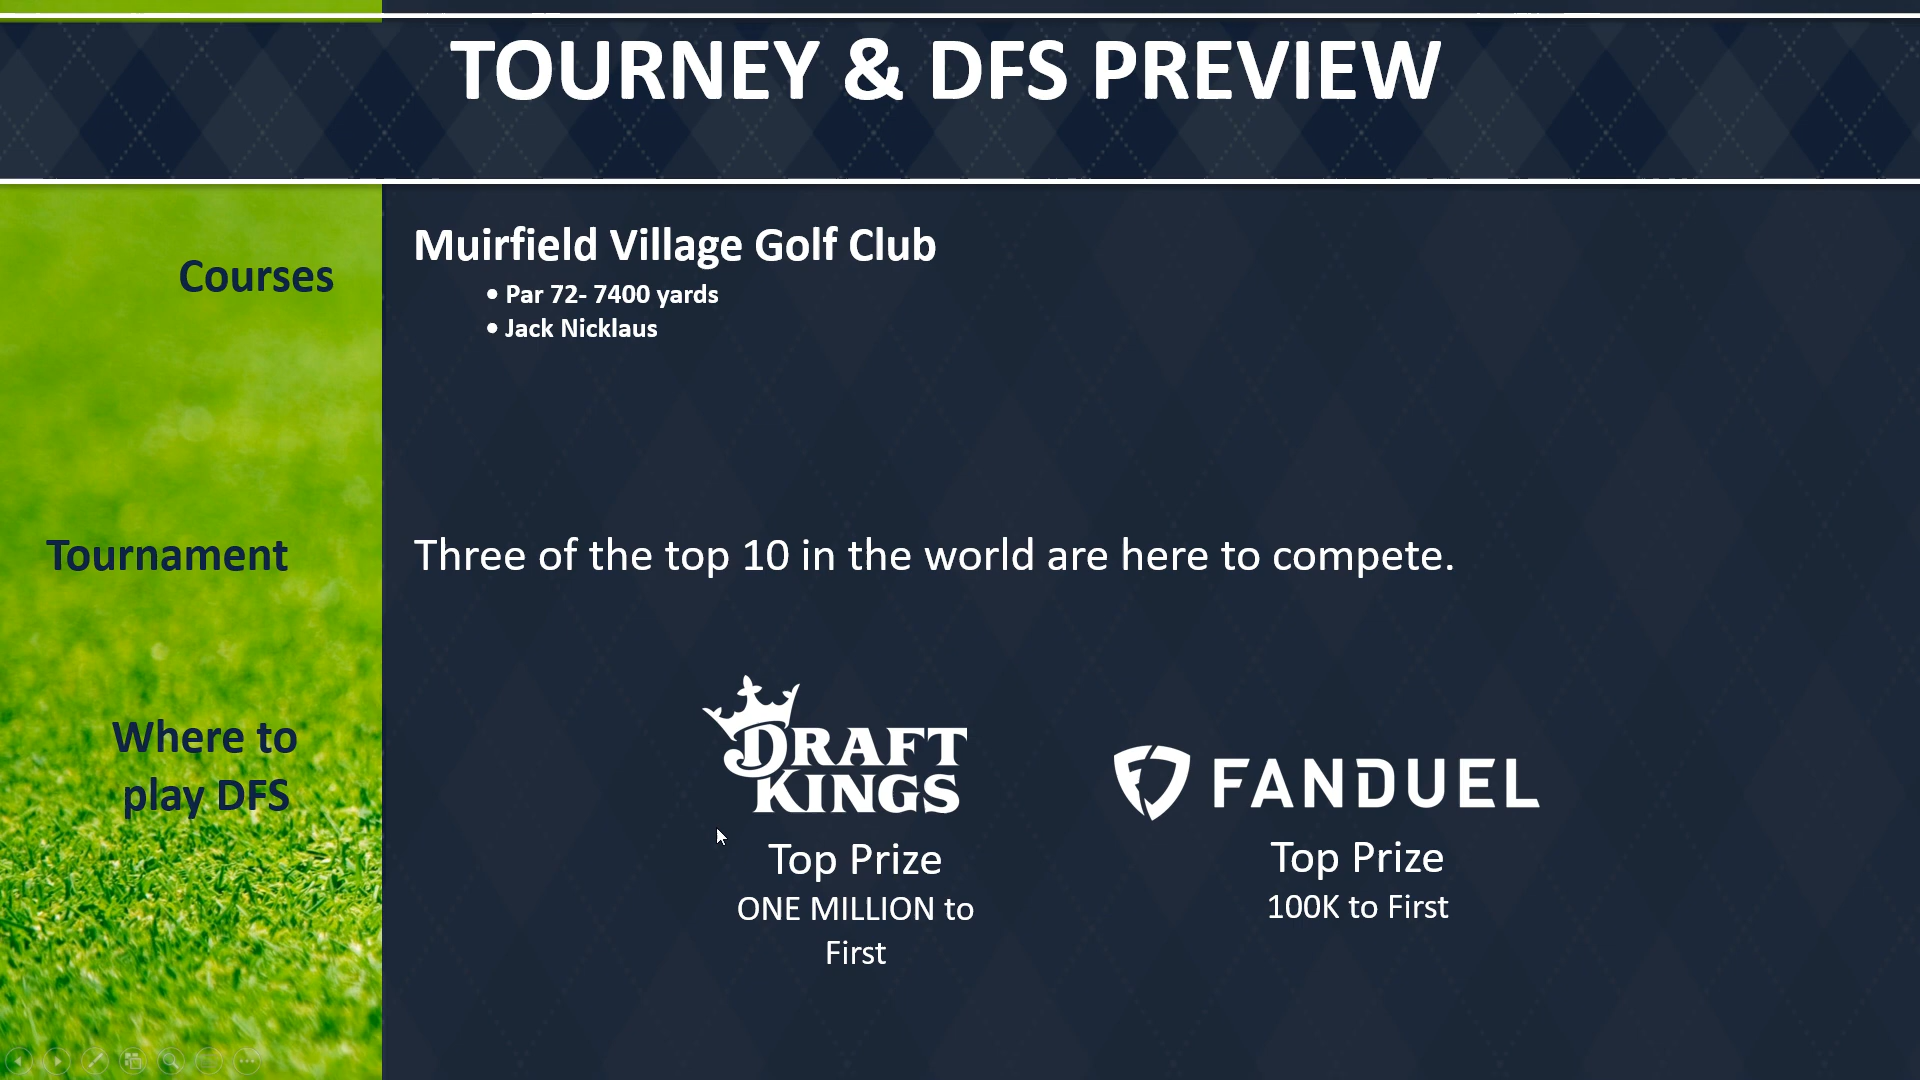 TOURNEY & DFS PREVIEW
Courses
Muirfield Village Golf Club
• Par 72- 7400 yards
• Jack Nicklaus
Tournament
Three of the top 10 in the world are here to compete.
Where to
play DFS
DRAFT
KINGS
Top Prize
ONE MILLION to
First
FANDUEL
Top Prize
100K to First